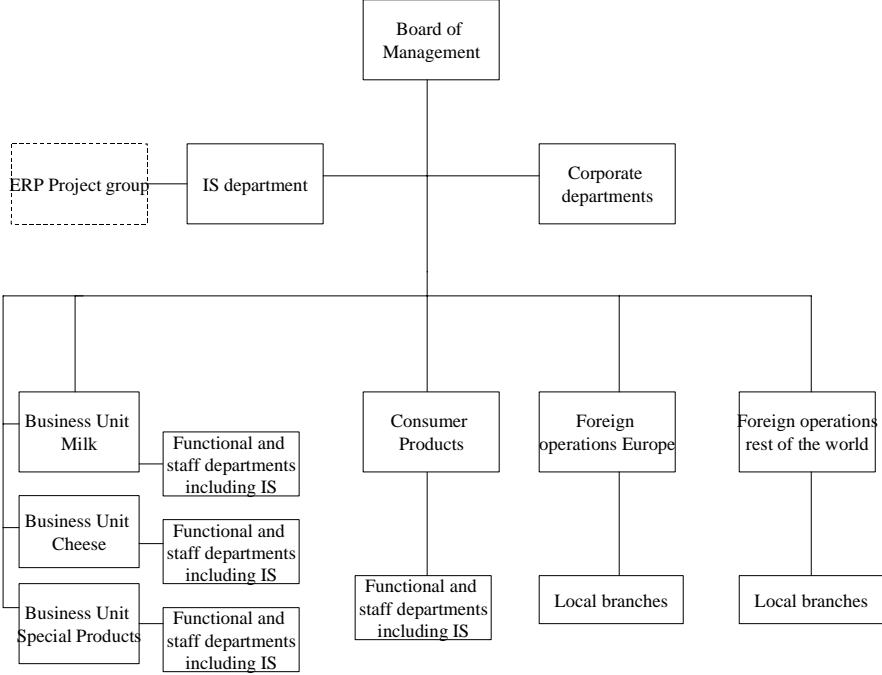 Board of
Management
ERP Project group
IS department
Corporate
departments
Business Unit
Milk
Functional and
staff departments
including IS
Consumer
Products
Foreign
operations Europe
Foreign operations
rest of the world
Business Unit
Cheese
Functional and
staff departments
including IS
Business Unit
Special Products
Functional and
staff departments
including IS
Functional and
staff departments
including IS
Local branches
Local branches